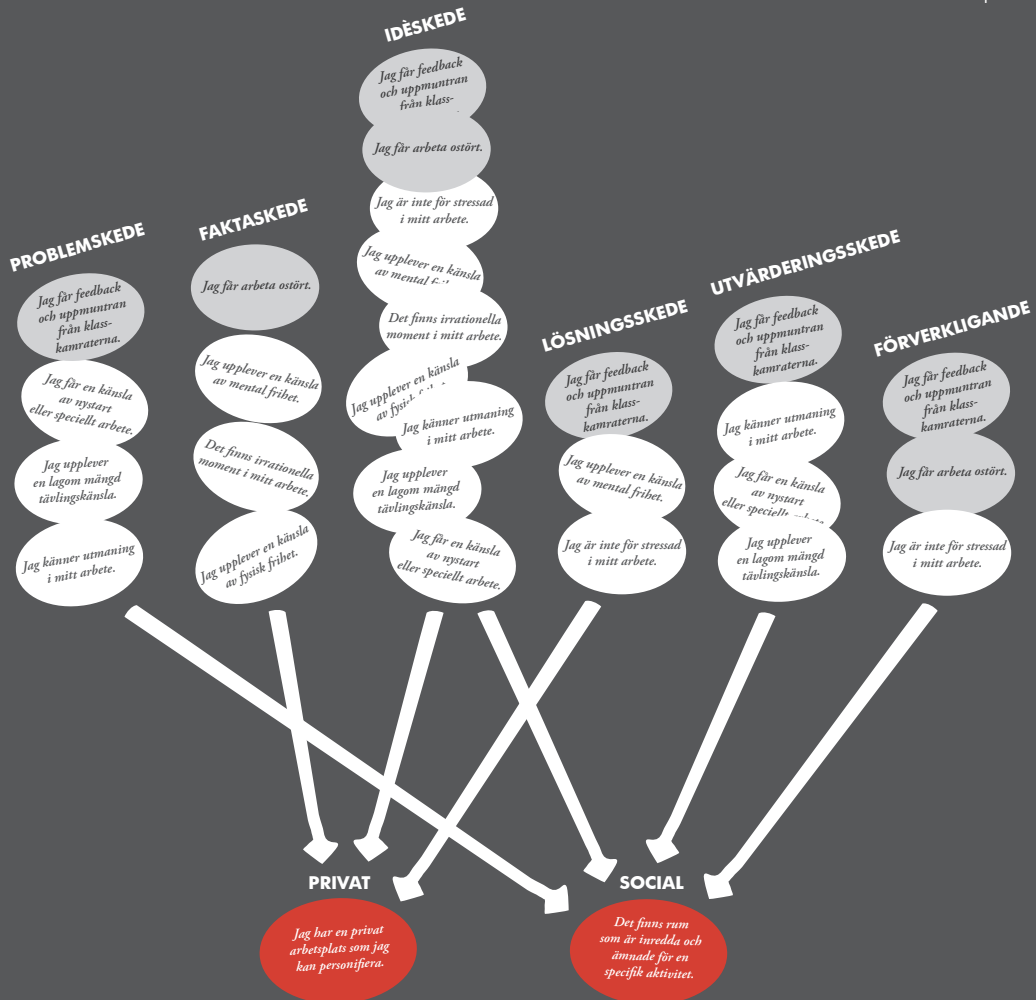 IDÈSKEDE
Jag får feedback
och uppmuntran
från klass-
Jag får arbeta ostört.
Jag är inte för stressad
i mitt arbete.
Jag upplever en känsla
av mental
Det finns irrationella
moment i mitt arbete.
Jag upplever en känsla
av fysisk
Jag känner utmaning
i mitt arbete.
Jag upplever
en lagom mängd
tävlingskänsla.
Jag får en känsla
av nystart
eller speciellt arbete.
PROBLEMSKEDE
Jag får feedback
och uppmuntran
från klass-
kamraterna.
Jag får en känsla
av nystart
eller speciellt arbete.
Jag upplever
en lagom mängd
tävlingskänsla.
Jag känner utmaning
i mitt arbete.
FAKTASKEDE
Jag får arbeta ostört.
Jag upplever en känsla
av mental frihet.
Det finns irrationella
moment i mitt arbete.
Jag upplever en känsla
av fysisk frihet.
LÖSNINGSSKEDE
Jag får feedback
och uppmuntran
från klass-
kamraterna.
Jag upplever en känsla
av mental frihet.
Jag är inte för stressad
i mitt arbete.
UTVÄRDERINGSSKEDE
Jag får feedback
och uppmuntran
från klass-
kamraterna.
Jag känner utmaning
i mitt arbete.
Jag får en känsla
av nystart
eller speciellt
Jag upplever
en lagom mängd
tävlingskänsla.
FÖRVERKLIGANDE
Jag får feedback
och uppmuntran
från klass-
kamraterna.
Jag får arbeta ostört.
Jag är inte för stressad
i mitt arbete.
PRIVAT
Jag har en privat
arbetsplats som jag
kan personifiera.
SOCIAL
Det finns rum
som är inredda och
ämnade för en
specifik aktivitet.